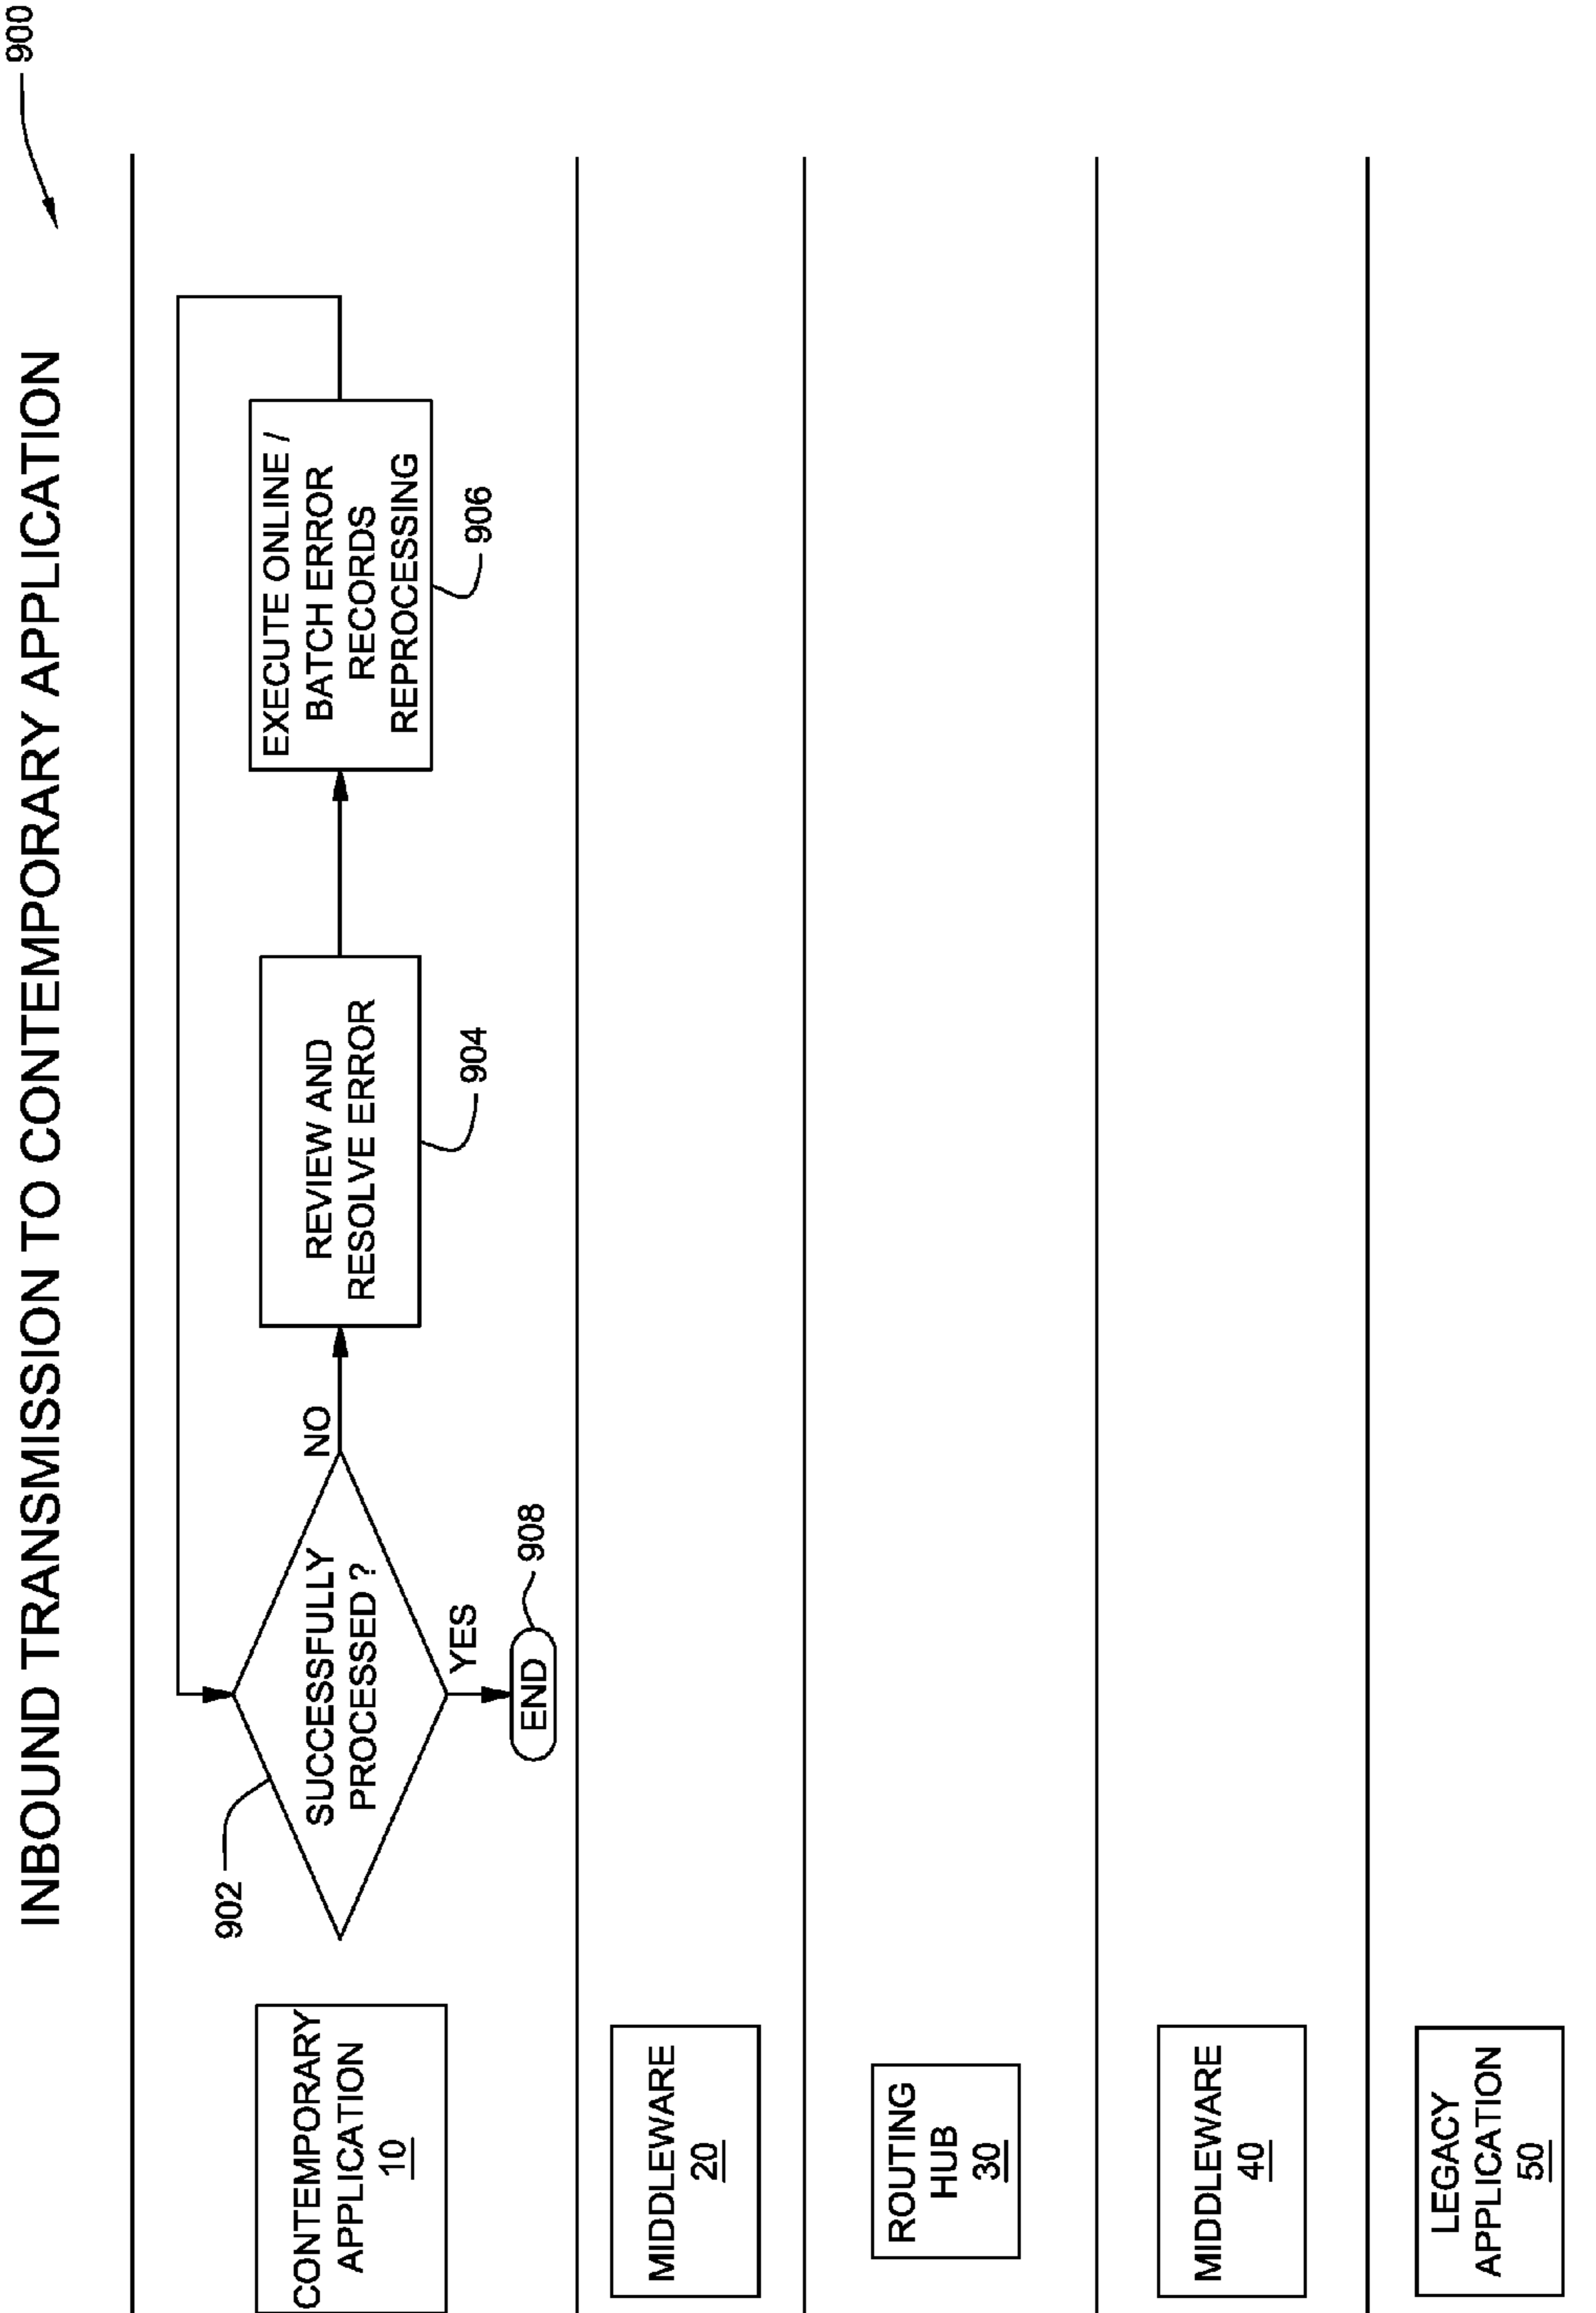 INBOUND TRANSMISSION TO CONTEMPORARY APPLICATION
900
CONTEMPORARY
APPLICATION
10
902
SUCCESSFULLY
PROCESSED ?
NO
YES
END
908
REVIEW AND
RESOLVE ERROR
904
EXECUTE ONLINE /
BATCH ERROR
RECORDS
REPROCESSING
906
MIDDLEWARE
20
ROUTING
HUB
30
MIDDLEWARE
40
LEGACY
APPLICATION
50